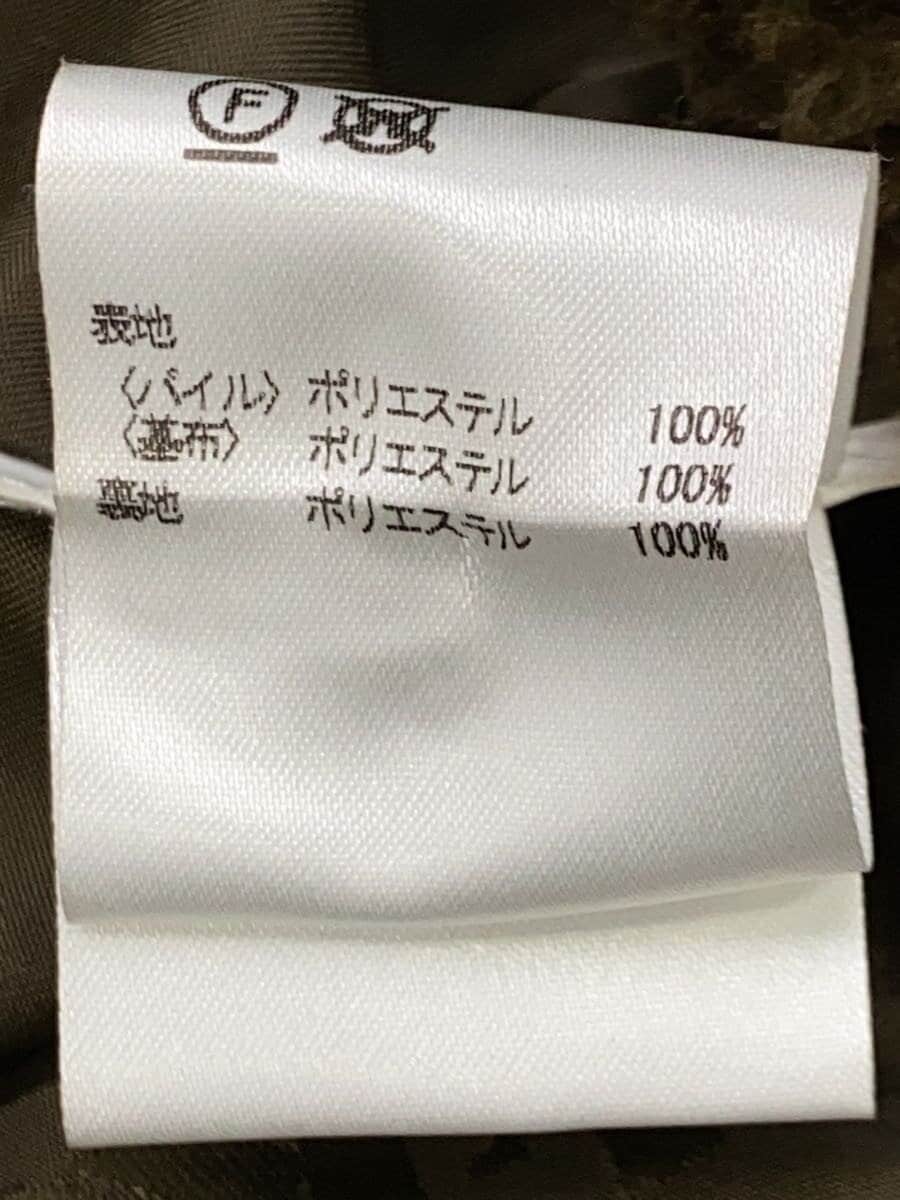 F W
表地
〈パイル〉 ポリエステル 100%
〈基布〉 ポリエステル 100%
裏地 ポリエステル 100%